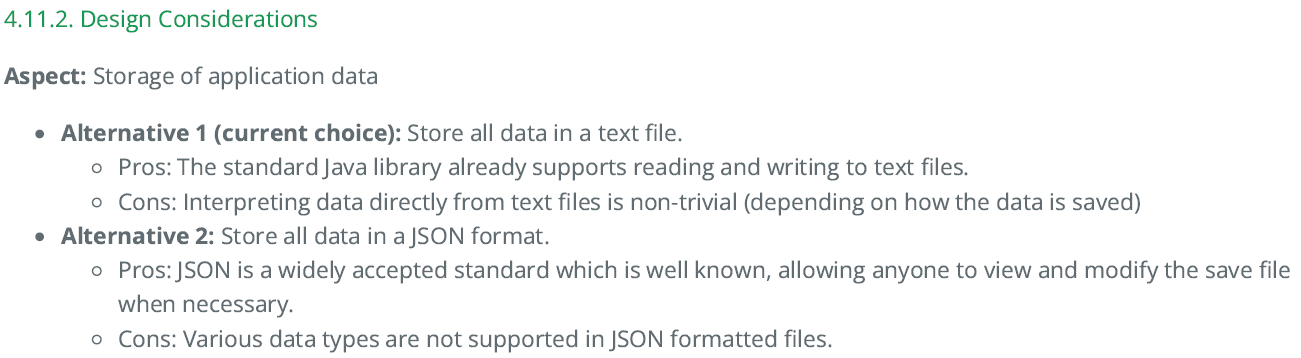 4.11.2. Design Considerations
Aspect: Storage of application data
• Alternative 1 (current choice): Store all data in a text file.
◦ Pros: The standard Java library already supports reading and writing to text files.
◦ Cons: Interpreting data directly from text files is non-trivial (depending on how the data is saved)
• Alternative 2: Store all data in a JSON format.
◦ Pros: JSON is a widely accepted standard which is well known, allowing anyone to view and modify the save file
when necessary.
◦ Cons: Various data types are not supported in JSON formatted files.